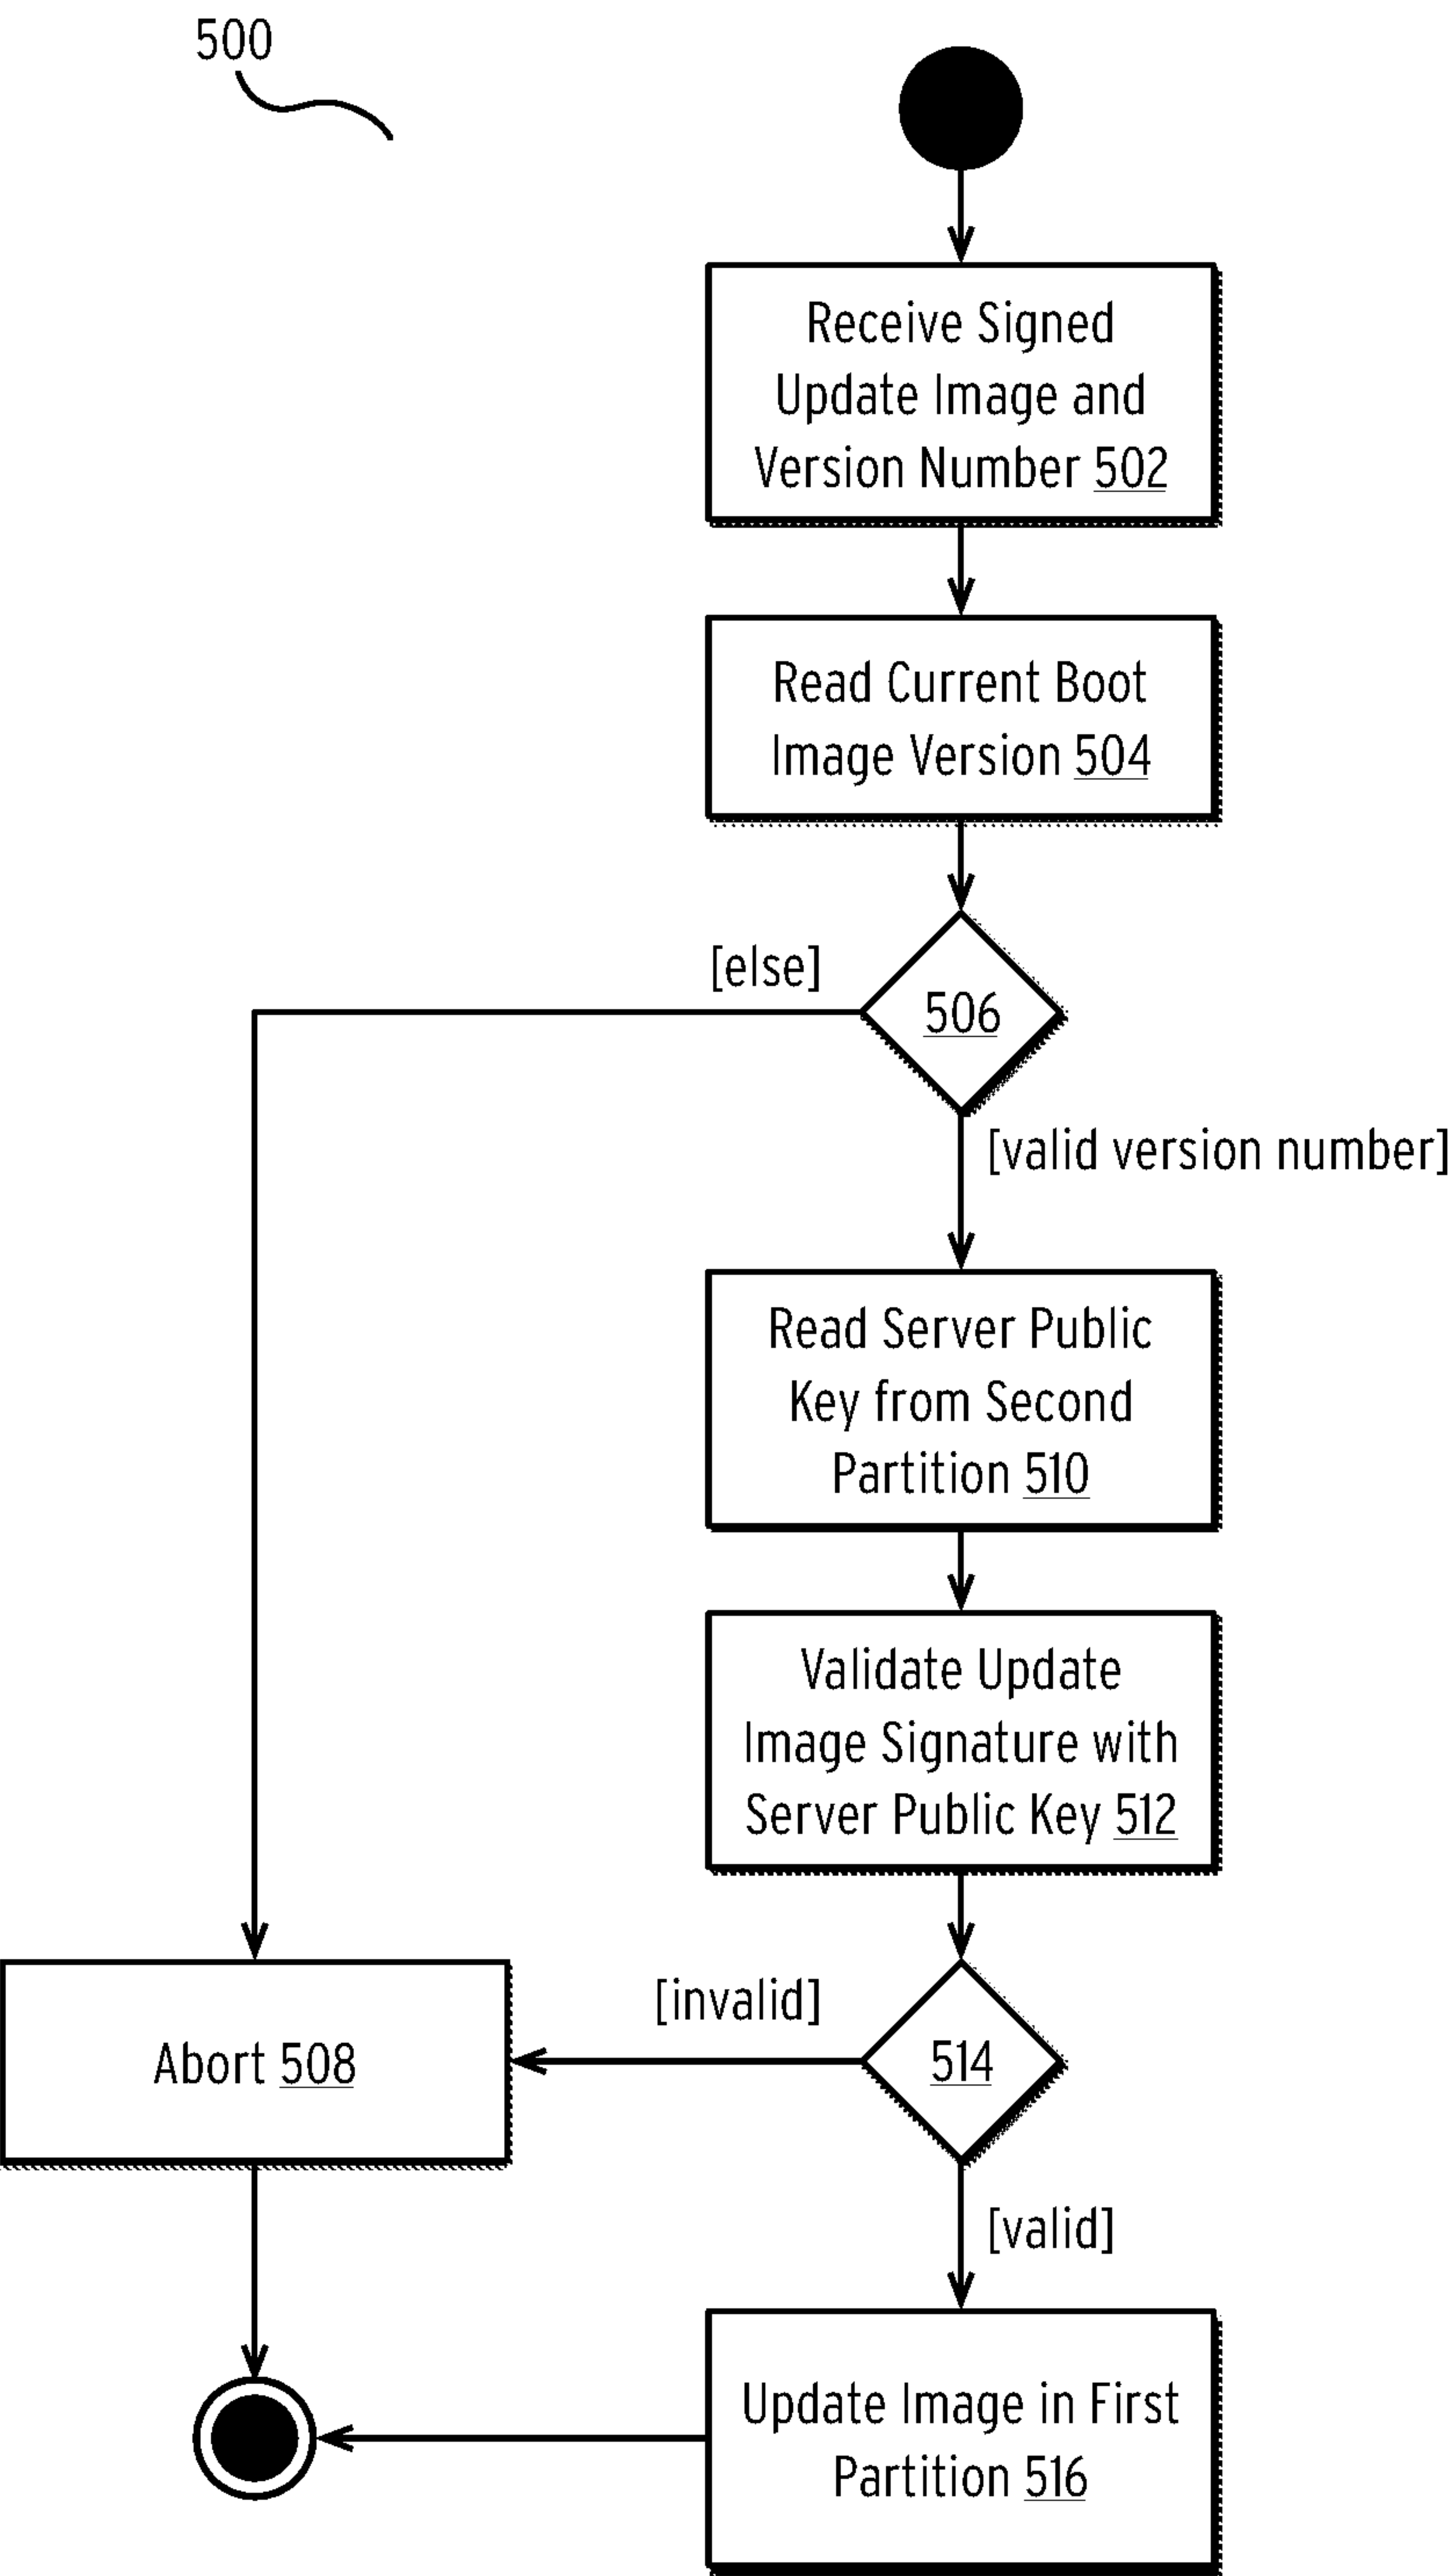 500
Receive Signed
Update Image and
Version Number 502
Read Current Boot
Image Version 504
[else]
506
[valid version number]
Read Server Public
Key from Second
Partition 510
Validate Update
Image Signature with
Server Public Key 512
[invalid]
Abort 508
514
[valid]
Update Image in First
Partition 516